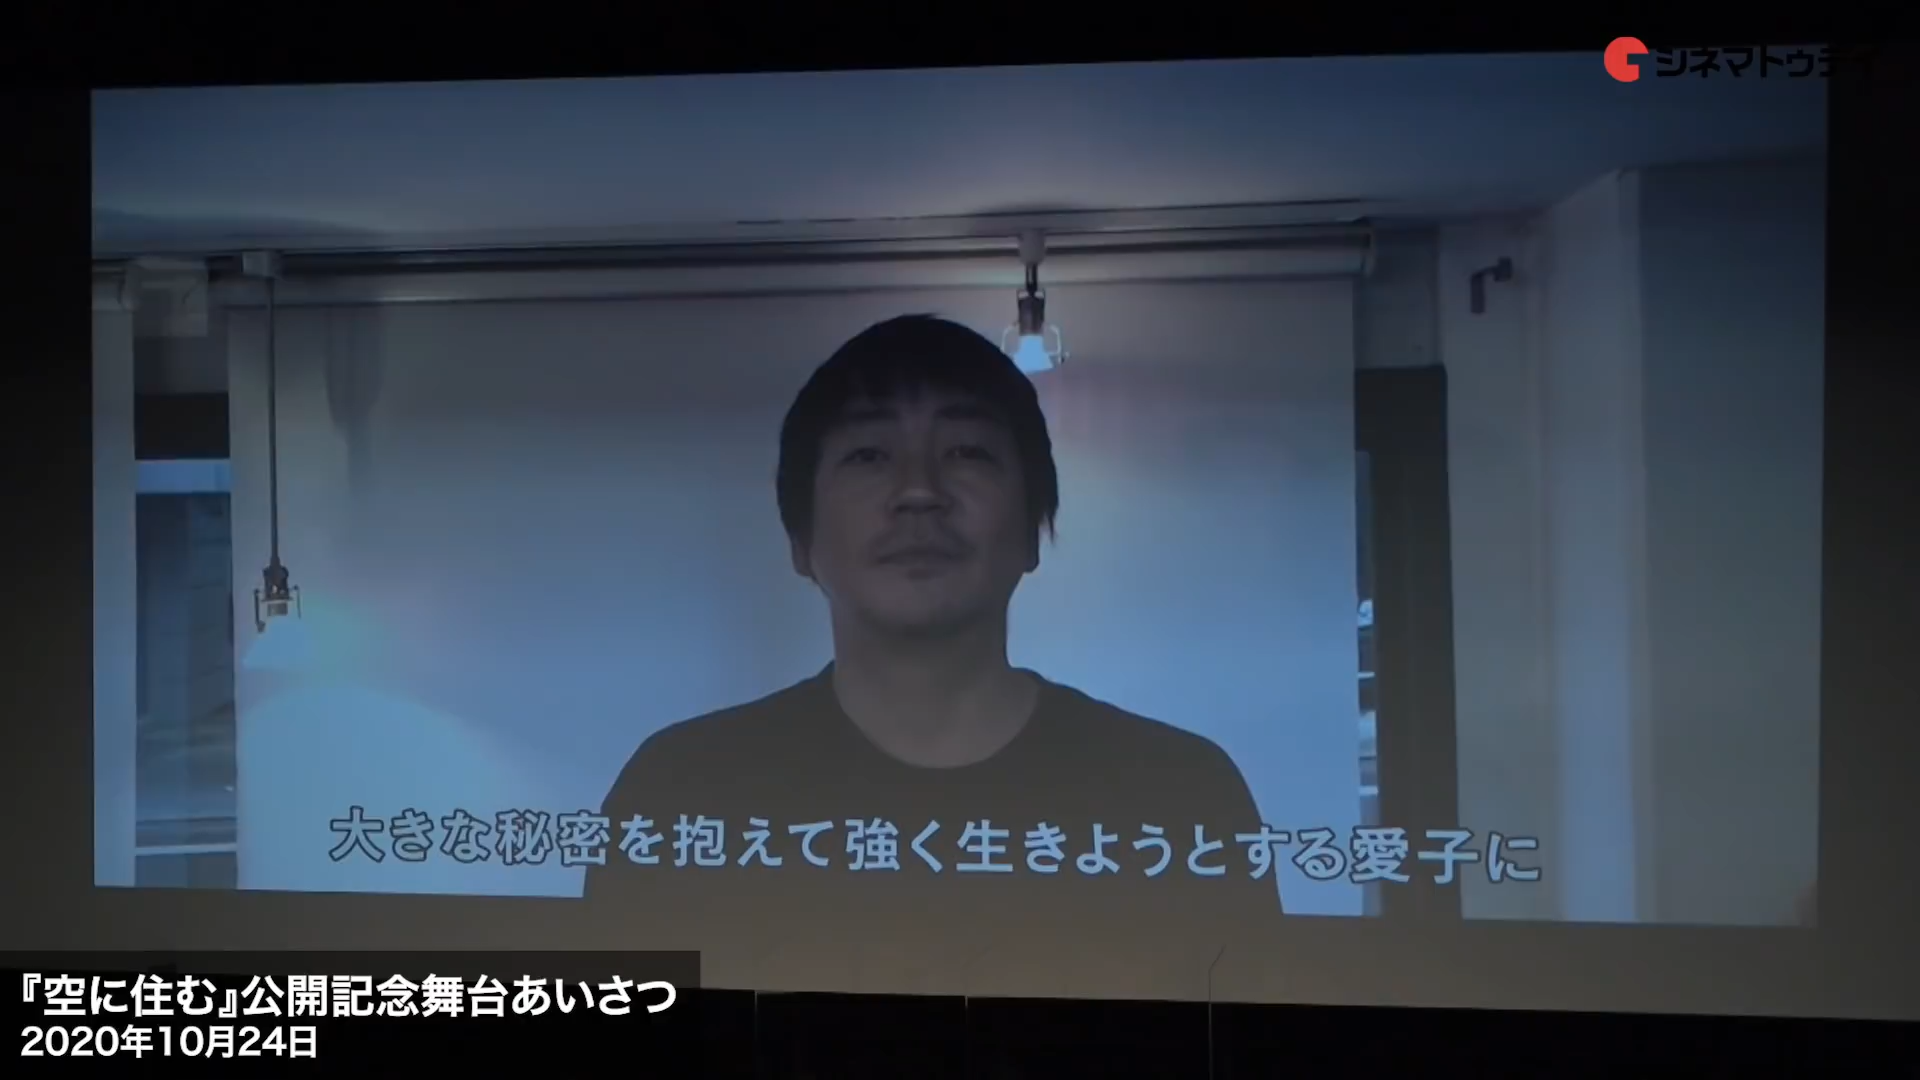 シネマトゥデイ
大きな秘密を抱えて強く生きようとする愛子に
『空に住む』公開記念舞台あいさつ
2020年10月24日